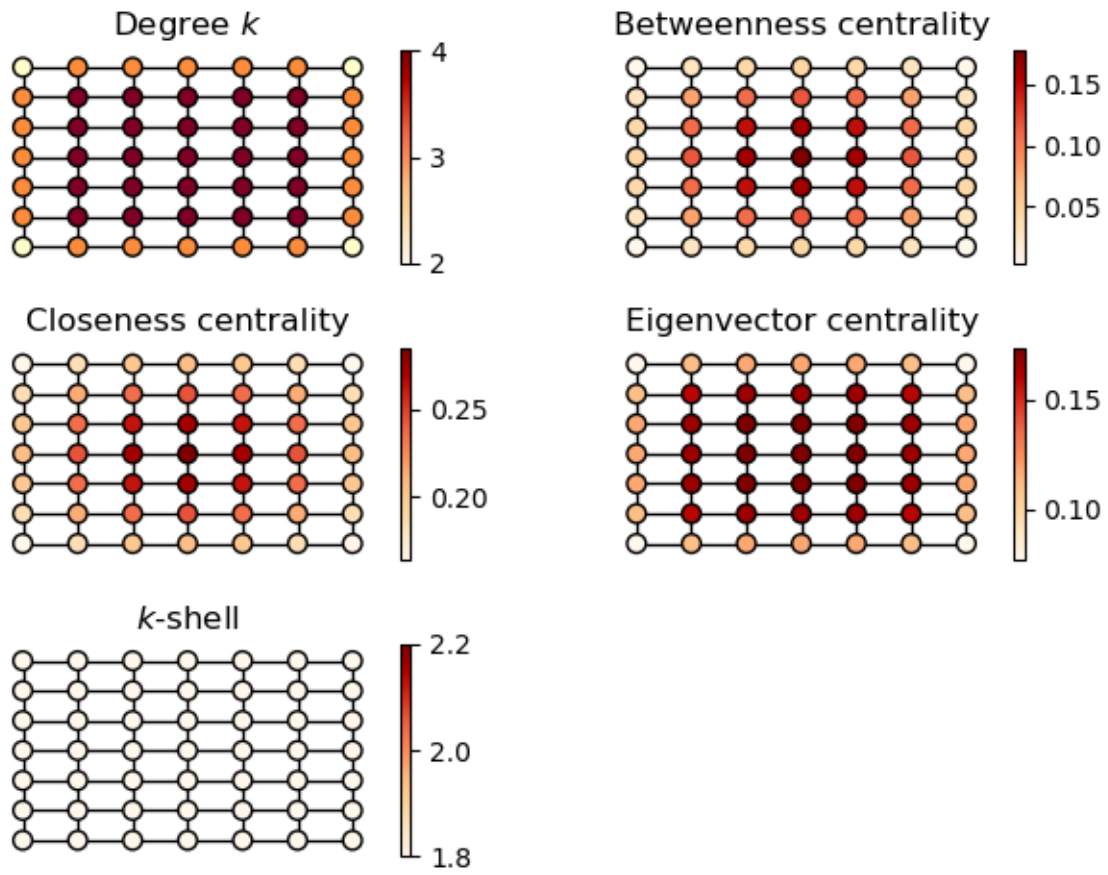 Degree k
4
3
2
Betweenness centrality
0.15
0.10
0.05
Closeness centrality
0.25
0.20
Eigenvector centrality
0.15
0.10
k-shell
2.2
2.0
1.8